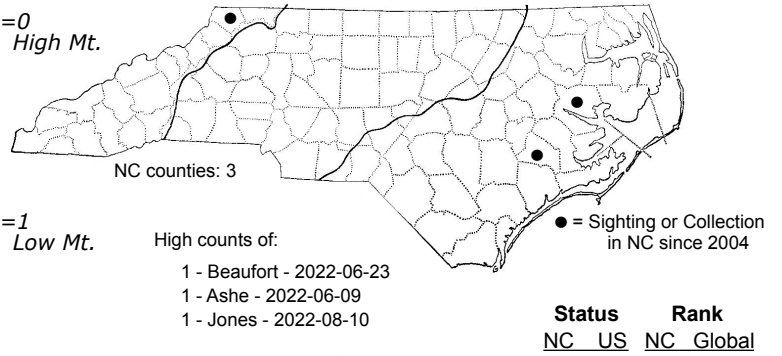 =0
High Mt.
NC counties: 3
=1
Low Mt.
High counts of:
1 - Beaufort - 2022-06-23
1 - Ashe - 2022-06-09
1 - Jones - 2022-08-10
● = Sighting or Collection
in NC since 2004
Status Rank
NC US NC Global